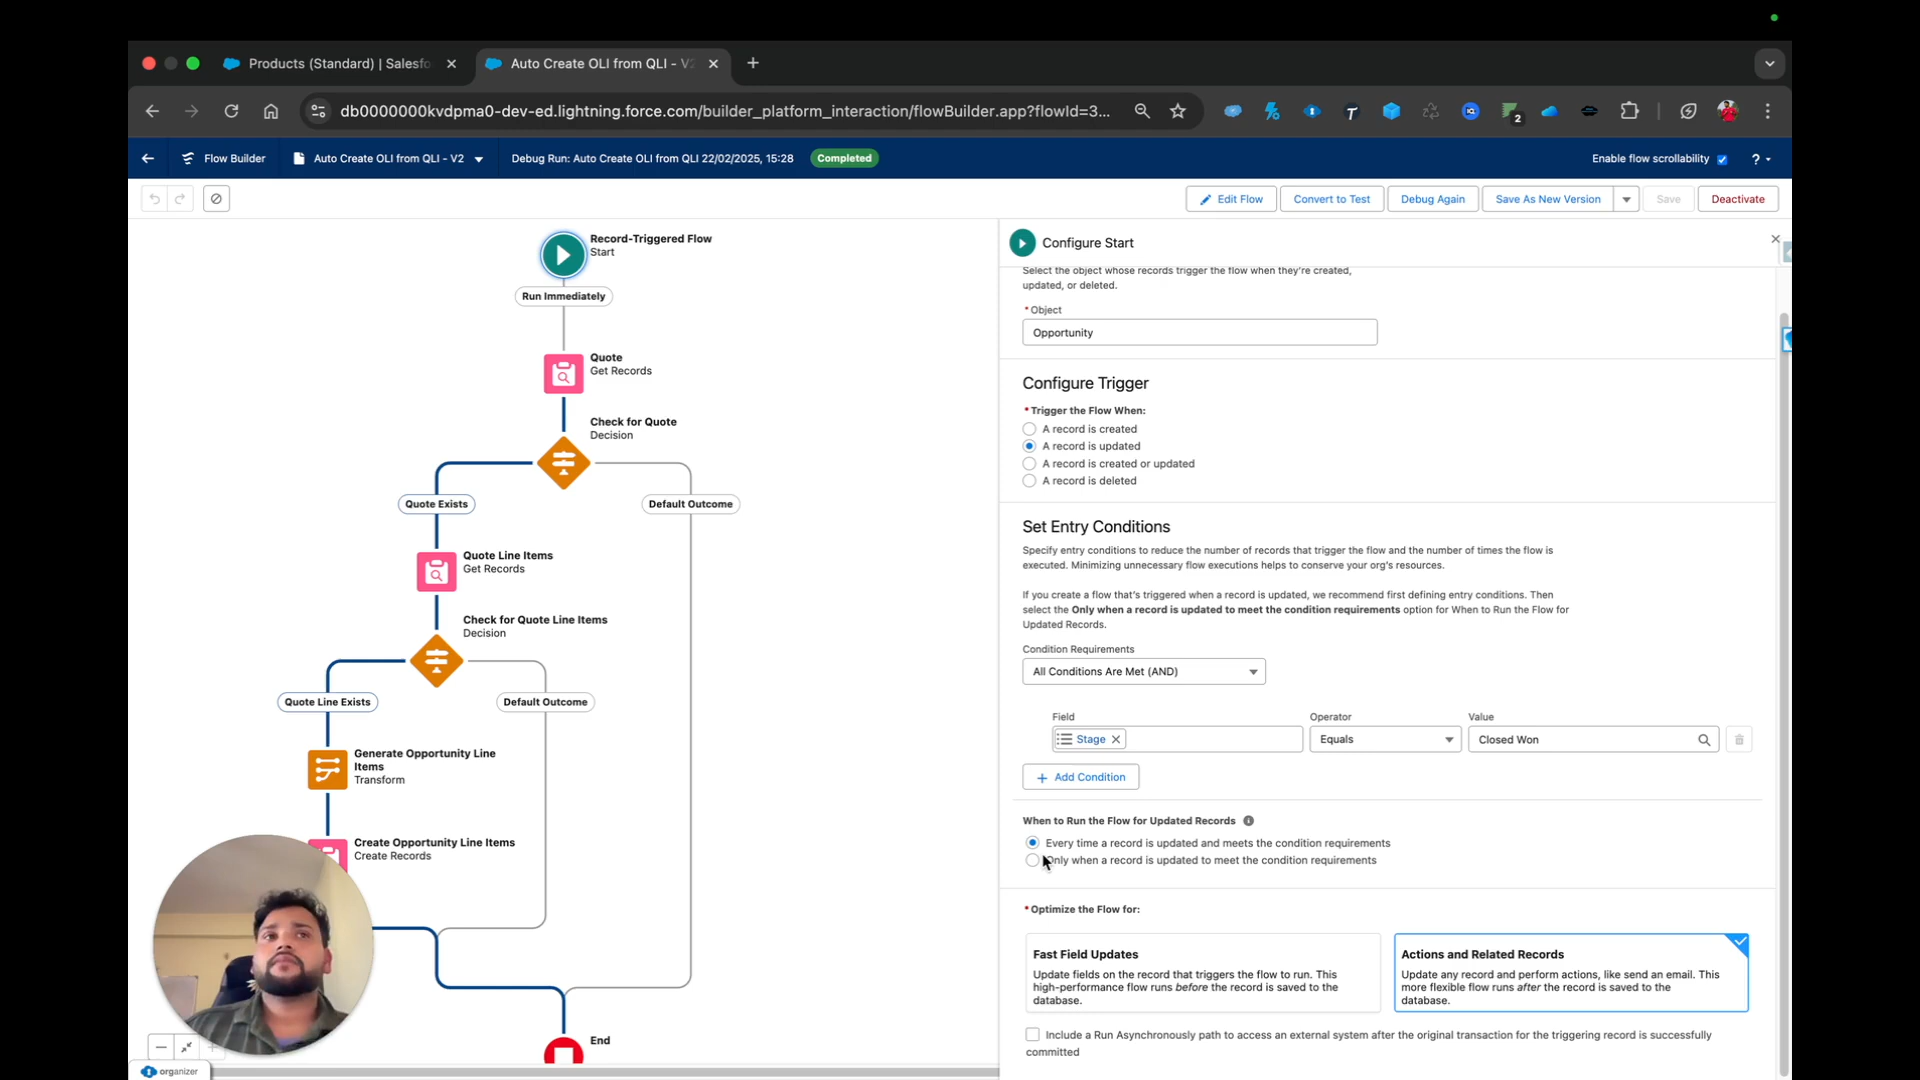 Products (Standard) | Salesfo
Auto Create OLI from QLI - V2
db0000000kvdpma0-dev-ed.lightning.force.com/builder_platform_interaction/flowBuilder.app?flowId=3...
2
Flow Builder
Auto Create OLI from QLI - V2
Debug Run: Auto Create OLI from QLI 22/02/2025, 15:28
Completed
Enable flow scrollability
?
Edit Flow
Convert to Test
Debug Again
Save As New Version
Save
Deactivate
Record-Triggered Flow
Start
Run Immediately
Quote
Get Records
Check for Quote
Decision
Quote Exists
Default Outcome
Quote Line Items
Get Records
Check for Quote Line Items
Decision
Quote Line Exists
Default Outcome
Generate Opportunity Line
Items
Transform
Create Opportunity Line Items
Create Records
End
organizer
Configure Start
Select the object whose records trigger the flow when they're created,
updated, or deleted.
* Object
Opportunity
Configure Trigger
* Trigger the Flow When:
A record is created
A record is updated
A record is created or updated
A record is deleted
Set Entry Conditions
Specify entry conditions to reduce the number of records that trigger the flow and the number of times the flow is
executed. Minimizing unnecessary flow executions helps to conserve your org's resources.
If you create a flow that's triggered when a record is updated, we recommend first defining entry conditions. Then
select the Only when a record is updated to meet the condition requirements option for When to Run the Flow for
Updated Records.
Condition Requirements
All Conditions Are Met (AND)
Field
Operator
Value
Stage
Equals
Closed Won
+ Add Condition
When to Run the Flow for Updated Records
Every time a record is updated and meets the condition requirements
Only when a record is updated to meet the condition requirements
* Optimize the Flow for:
Fast Field Updates
Update fields on the record that triggers the flow to run. This
high-performance flow runs before the record is saved to the
database.
Actions and Related Records
Update any record and perform actions, like send an email. This
more flexible flow runs after the record is saved to the
database.
Include a Run Asynchronously path to access an external system after the original transaction for the triggering record is successfully
committed